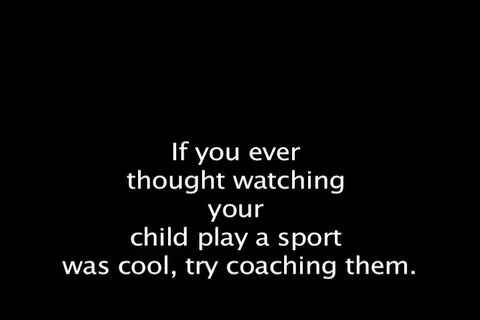 If you ever
thought watching
your
child play a sport
was cool, try coaching them.